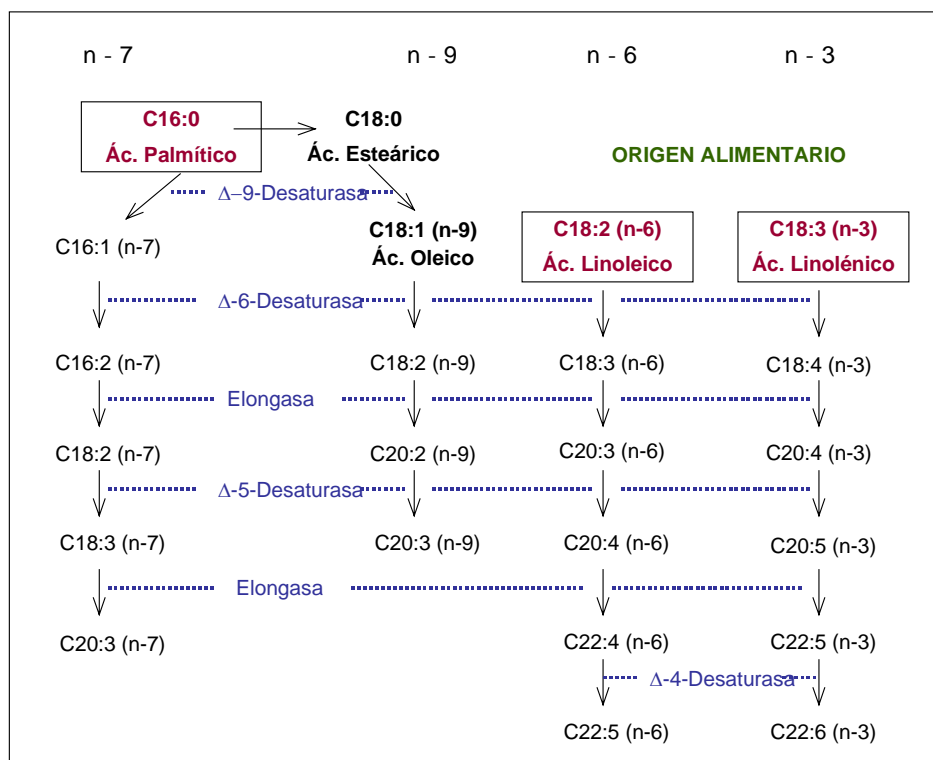 n - 7 n - 9 n - 6 n - 3
C16:0 C18:0
Ác. Palmítico Ác. Esteárico ORIGEN ALIMENTARIO
Δ–9-Desaturasa
C16:1 (n-7) C18:1 (n-9) C18:2 (n-6) C18:3 (n-3)
Ác. Oleico Ác. Linoleico Ác. Linolénico
Δ-6-Desaturasa
C16:2 (n-7) C18:2 (n-9) C18:3 (n-6) C18:4 (n-3)
Elongasa
C18:2 (n-7) C20:2 (n-9) C20:3 (n-6) C20:4 (n-3)
Δ-5-Desaturasa
C18:3 (n-7) C20:3 (n-9) C20:4 (n-6) C20:5 (n-3)
Elongasa
C20:3 (n-7) C22:4 (n-6) C22:5 (n-3)
Δ-4-Desaturasa
C22:5 (n-6) C22:6 (n-3)